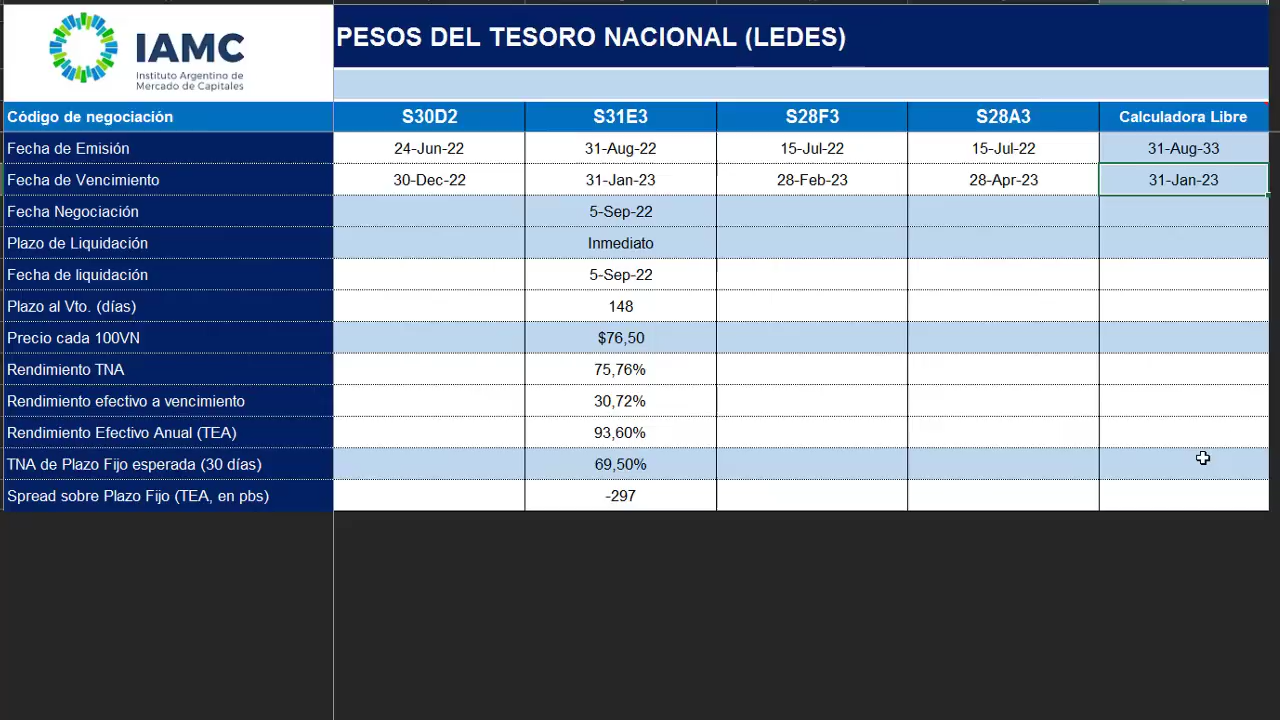 IAMC
Instituto Argentino de
Mercado de Capitales
PESOS DEL TESORO NACIONAL (LEDES)
Código de negociación S30D2 S31E3 S28F3 S28A3 Calculadora Libre
Fecha de Emisión 24-Jun-22 31-Aug-22 15-Jul-22 15-Jul-22 31-Aug-33
Fecha de Vencimiento 30-Dec-22 31-Jan-23 28-Feb-23 28-Apr-23 31-Jan-23
Fecha Negociación 5-Sep-22
Plazo de Liquidación Inmediato
Fecha de liquidación 5-Sep-22
Plazo al Vto. (días) 148
Precio cada 100VN $76,50
Rendimiento TNA 75,76%
Rendimiento efectivo a vencimiento 30,72%
Rendimiento Efectivo Anual (TEA) 93,60%
TNA de Plazo Fijo esperada (30 días) 69,50%
Spread sobre Plazo Fijo (TEA, en pbs) -297